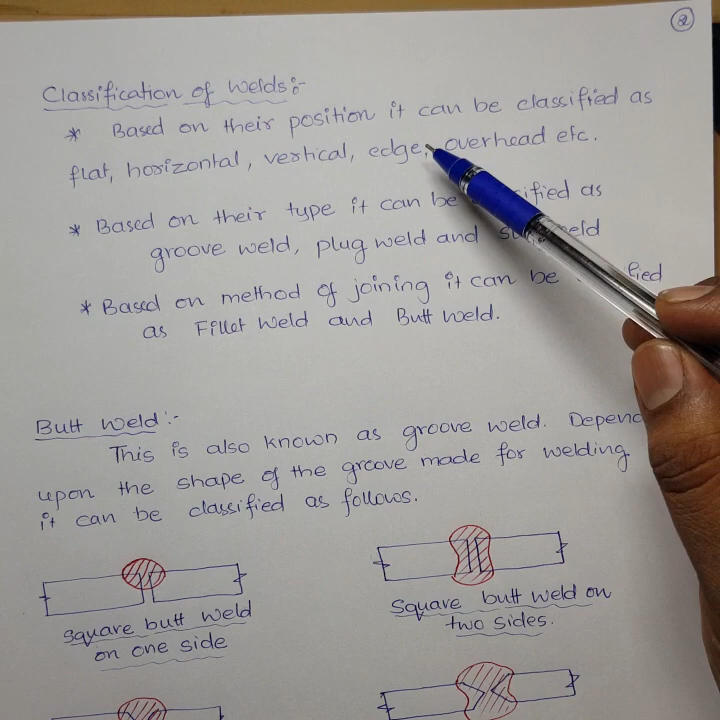 2
Classification of welds:-
* Based on their position it can be classified as
flat, horizontal, vertical, edge, overhead etc.
* Based on their type it can be as
groove weld, plug weld and
* Based on method of joining it can be
as Fillet weld and Butt weld.
Butt weld:-
This is also known as groove weld. Depend
upon the shape of the groove made for welding
it can be classified as follows.
Square butt weld
on one side
Square butt weld on
two sides.